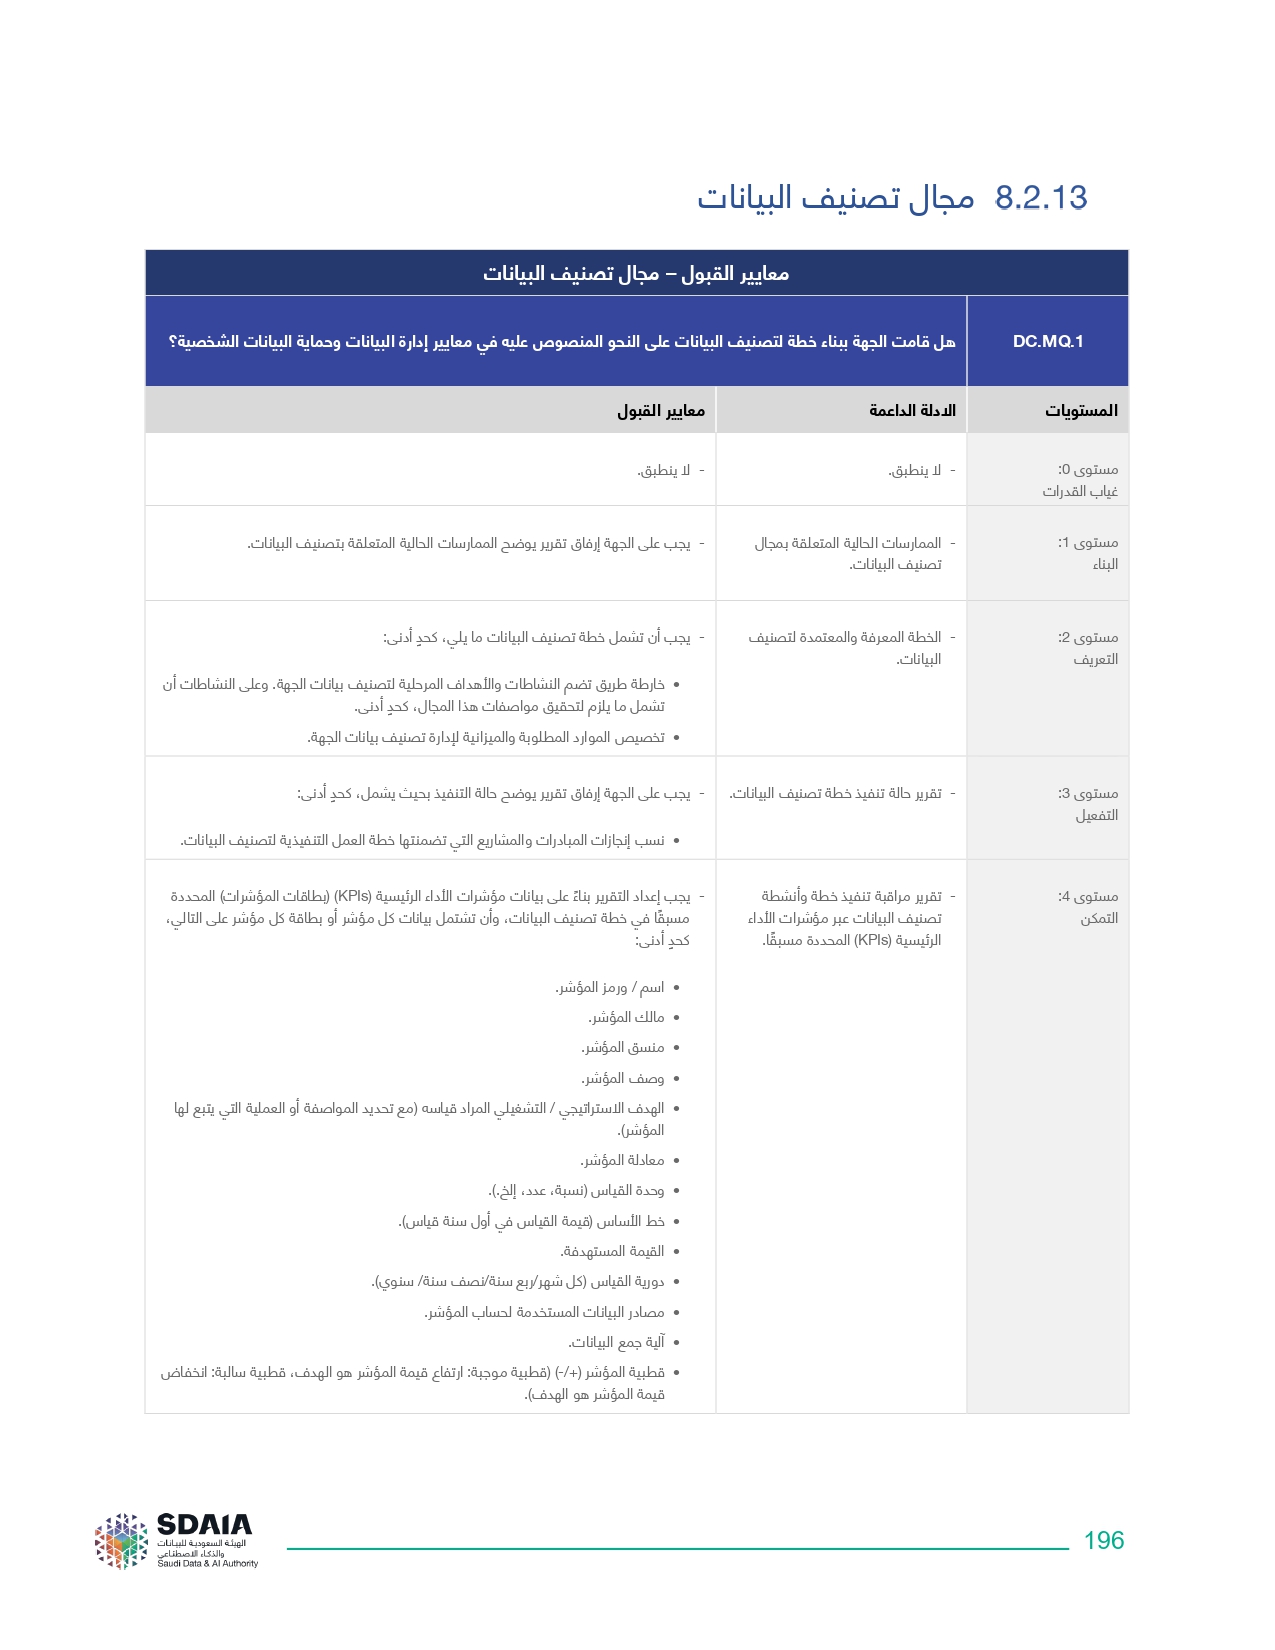 8.2.13 مجال تصنيف البيانات
معايير القبول – مجال تصنيف البيانات
DC.MQ.1
هل قامت الجهة ببناء خطة لتصنيف البيانات على النحو المنصوص عليه في معايير إدارة البيانات وحماية البيانات الشخصية؟
المستويات
الادلة الداعمة
معايير القبول
مستوى 0:
غياب القدرات
- لا ينطبق.
- لا ينطبق.
مستوى 1:
البناء
- الممارسات الحالية المتعلقة بمجال
تصنيف البيانات.
- يجب على الجهة إرفاق تقرير يوضح الممارسات الحالية المتعلقة بتصنيف البيانات.
مستوى 2:
التعريف
- الخطة المعرفة والمعتمدة لتصنيف
البيانات.
- يجب أن تشمل خطة تصنيف البيانات ما يلي، كحدٍ أدنى:
• خارطة طريق تضم النشاطات والأهداف المرحلية لتصنيف بيانات الجهة. وعلى النشاطات أن
تشمل ما يلزم لتحقيق مواصفات هذا المجال، كحدٍ أدنى.
• تخصيص الموارد المطلوبة والميزانية لإدارة تصنيف بيانات الجهة.
مستوى 3:
التفعيل
- تقرير حالة تنفيذ خطة تصنيف البيانات.
- يجب على الجهة إرفاق تقرير يوضح حالة التنفيذ بحيث يشمل، كحدٍ أدنى:
• نسب إنجازات المبادرات والمشاريع التي تضمنتها خطة العمل التنفيذية لتصنيف البيانات.
مستوى 4:
التمكن
- تقرير مراقبة تنفيذ خطة وأنشطة
تصنيف البيانات عبر مؤشرات الأداء
الرئيسية (KPIs) المحددة مسبقًا.
- يجب إعداد التقرير بناءً على بيانات مؤشرات الأداء الرئيسية (KPIs) (بطاقات المؤشرات) المحددة
مسبقًا في خطة تصنيف البيانات، وأن تشتمل بيانات كل مؤشر أو بطاقة كل مؤشر على التالي،
كحدٍ أدنى:
• اسم / ورمز المؤشر.
• مالك المؤشر.
• منسق المؤشر.
• وصف المؤشر.
• الهدف الاستراتيجي / التشغيلي المراد قياسه (مع تحديد المواصفة أو العملية التي يتبع لها
المؤشر).
• معادلة المؤشر.
• وحدة القياس (نسبة، عدد، إلخ.).
• خط الأساس (قيمة القياس في أول سنة قياس).
• القيمة المستهدفة.
• دورية القياس (كل شهر/ربع سنة/نصف سنة/ سنوي).
• مصادر البيانات المستخدمة لحساب المؤشر.
• آلية جمع البيانات.
• قطبية المؤشر (+/-) (قطبية موجبة: ارتفاع قيمة المؤشر هو الهدف، قطبية سالبة: انخفاض
قيمة المؤشر هو الهدف).
SDAIA
الهيئة السعودية للبيانات
والذكاء الاصطناعي
Saudi Data & AI Authority
196